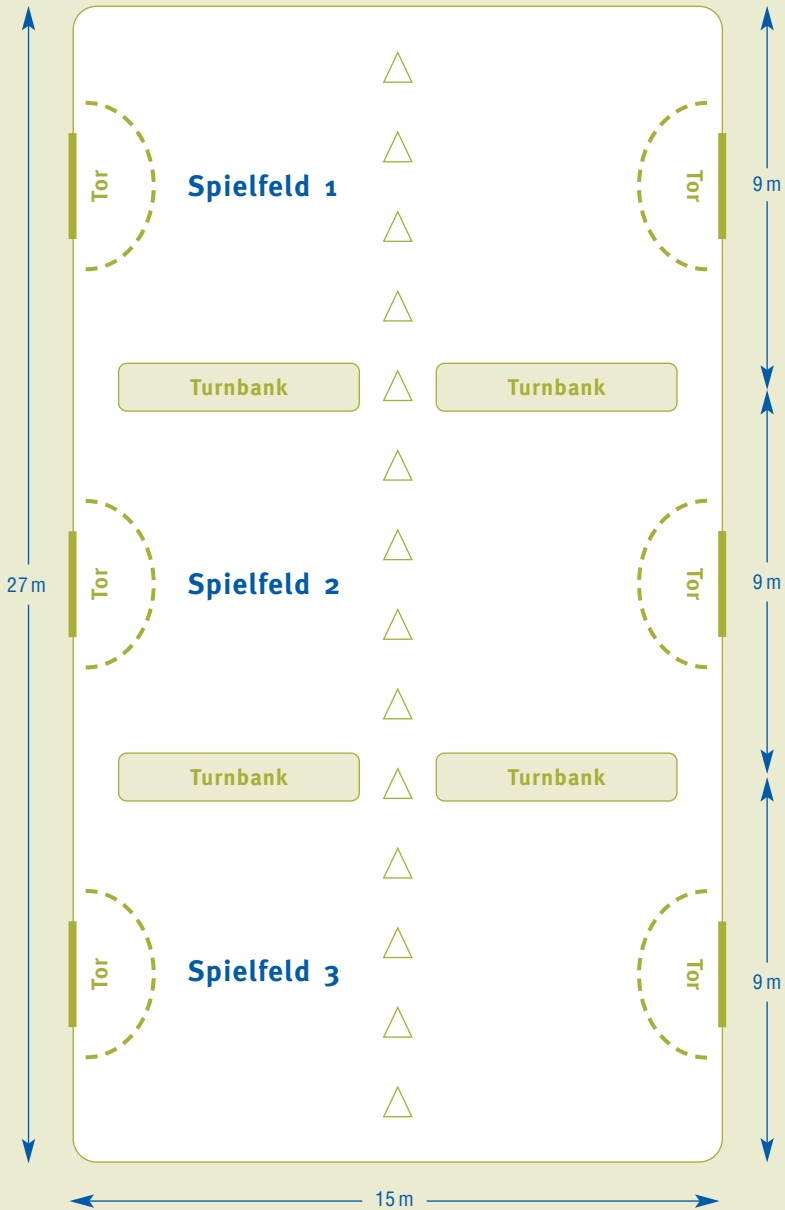 Tor
Spielfeld 1
Tor
9 m
Turnbank
Turnbank
27 m
Tor
Spielfeld 2
Tor
9 m
Turnbank
Turnbank
Tor
Spielfeld 3
Tor
9 m
15 m